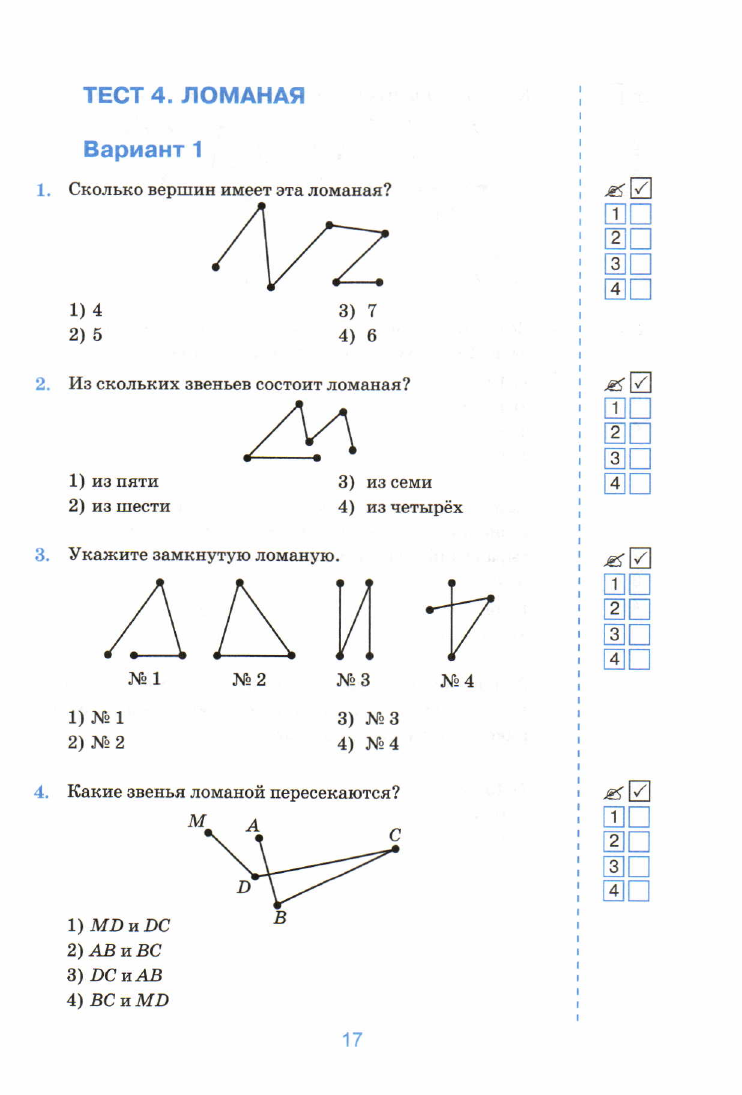 ТЕСТ 4. ЛОМАНАЯ
Вариант 1
1. Сколько вершин имеет эта ломаная?
1) 4 3) 7
2) 5 4) 6
1
2
3
4
2. Из скольких звеньев состоит ломаная?
1) из пяти 3) из семи
2) из шести 4) из четырёх
1
2
3
4
3. Укажите замкнутую ломаную.
№ 1 № 2 № 3 № 4
1) № 1 3) № 3
2) № 2 4) № 4
1
2
3
4
4. Какие звенья ломаной пересекаются?
M A C
D
B
1) MD и DC
2) AB и BC
3) DC и AB
4) BC и MD
1
2
3
4
17